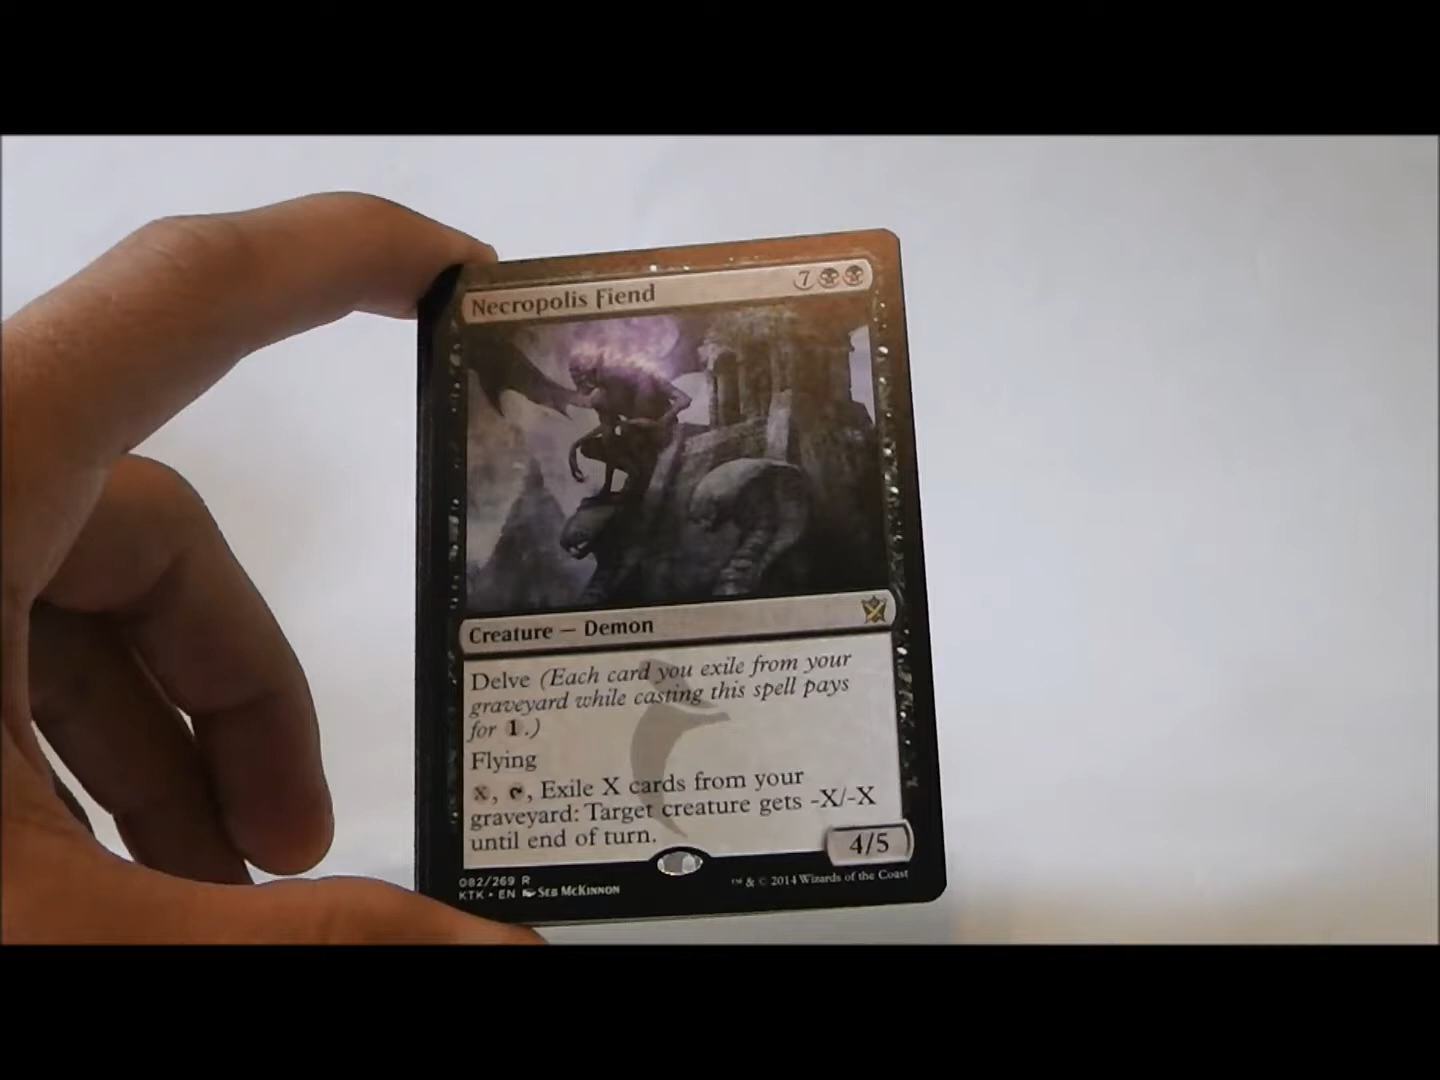 Necropolis Fiend 7
Creature — Demon
Delve (Each card you exile from your
graveyard while casting this spell pays
for 1.)
Flying
X, T, Exile X cards from your
graveyard: Target creature gets -X/-X
until end of turn.
4/5
082/269 R
KTK • EN Seb McKinnon
™ & © 2014 Wizards of the Coast